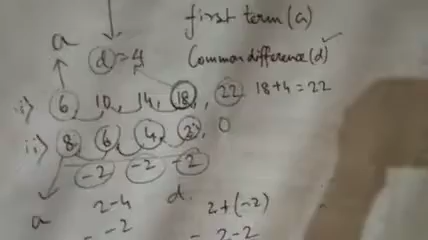 first term (a)
a
d = 4
Common difference (d)
i) 6, 10, 14, 18, 22 18+4=22
ii) 8, 6, 4, 2, 0
-2 -2 -2
a d.
2-4 2+(-2)
- -2 - 2-2